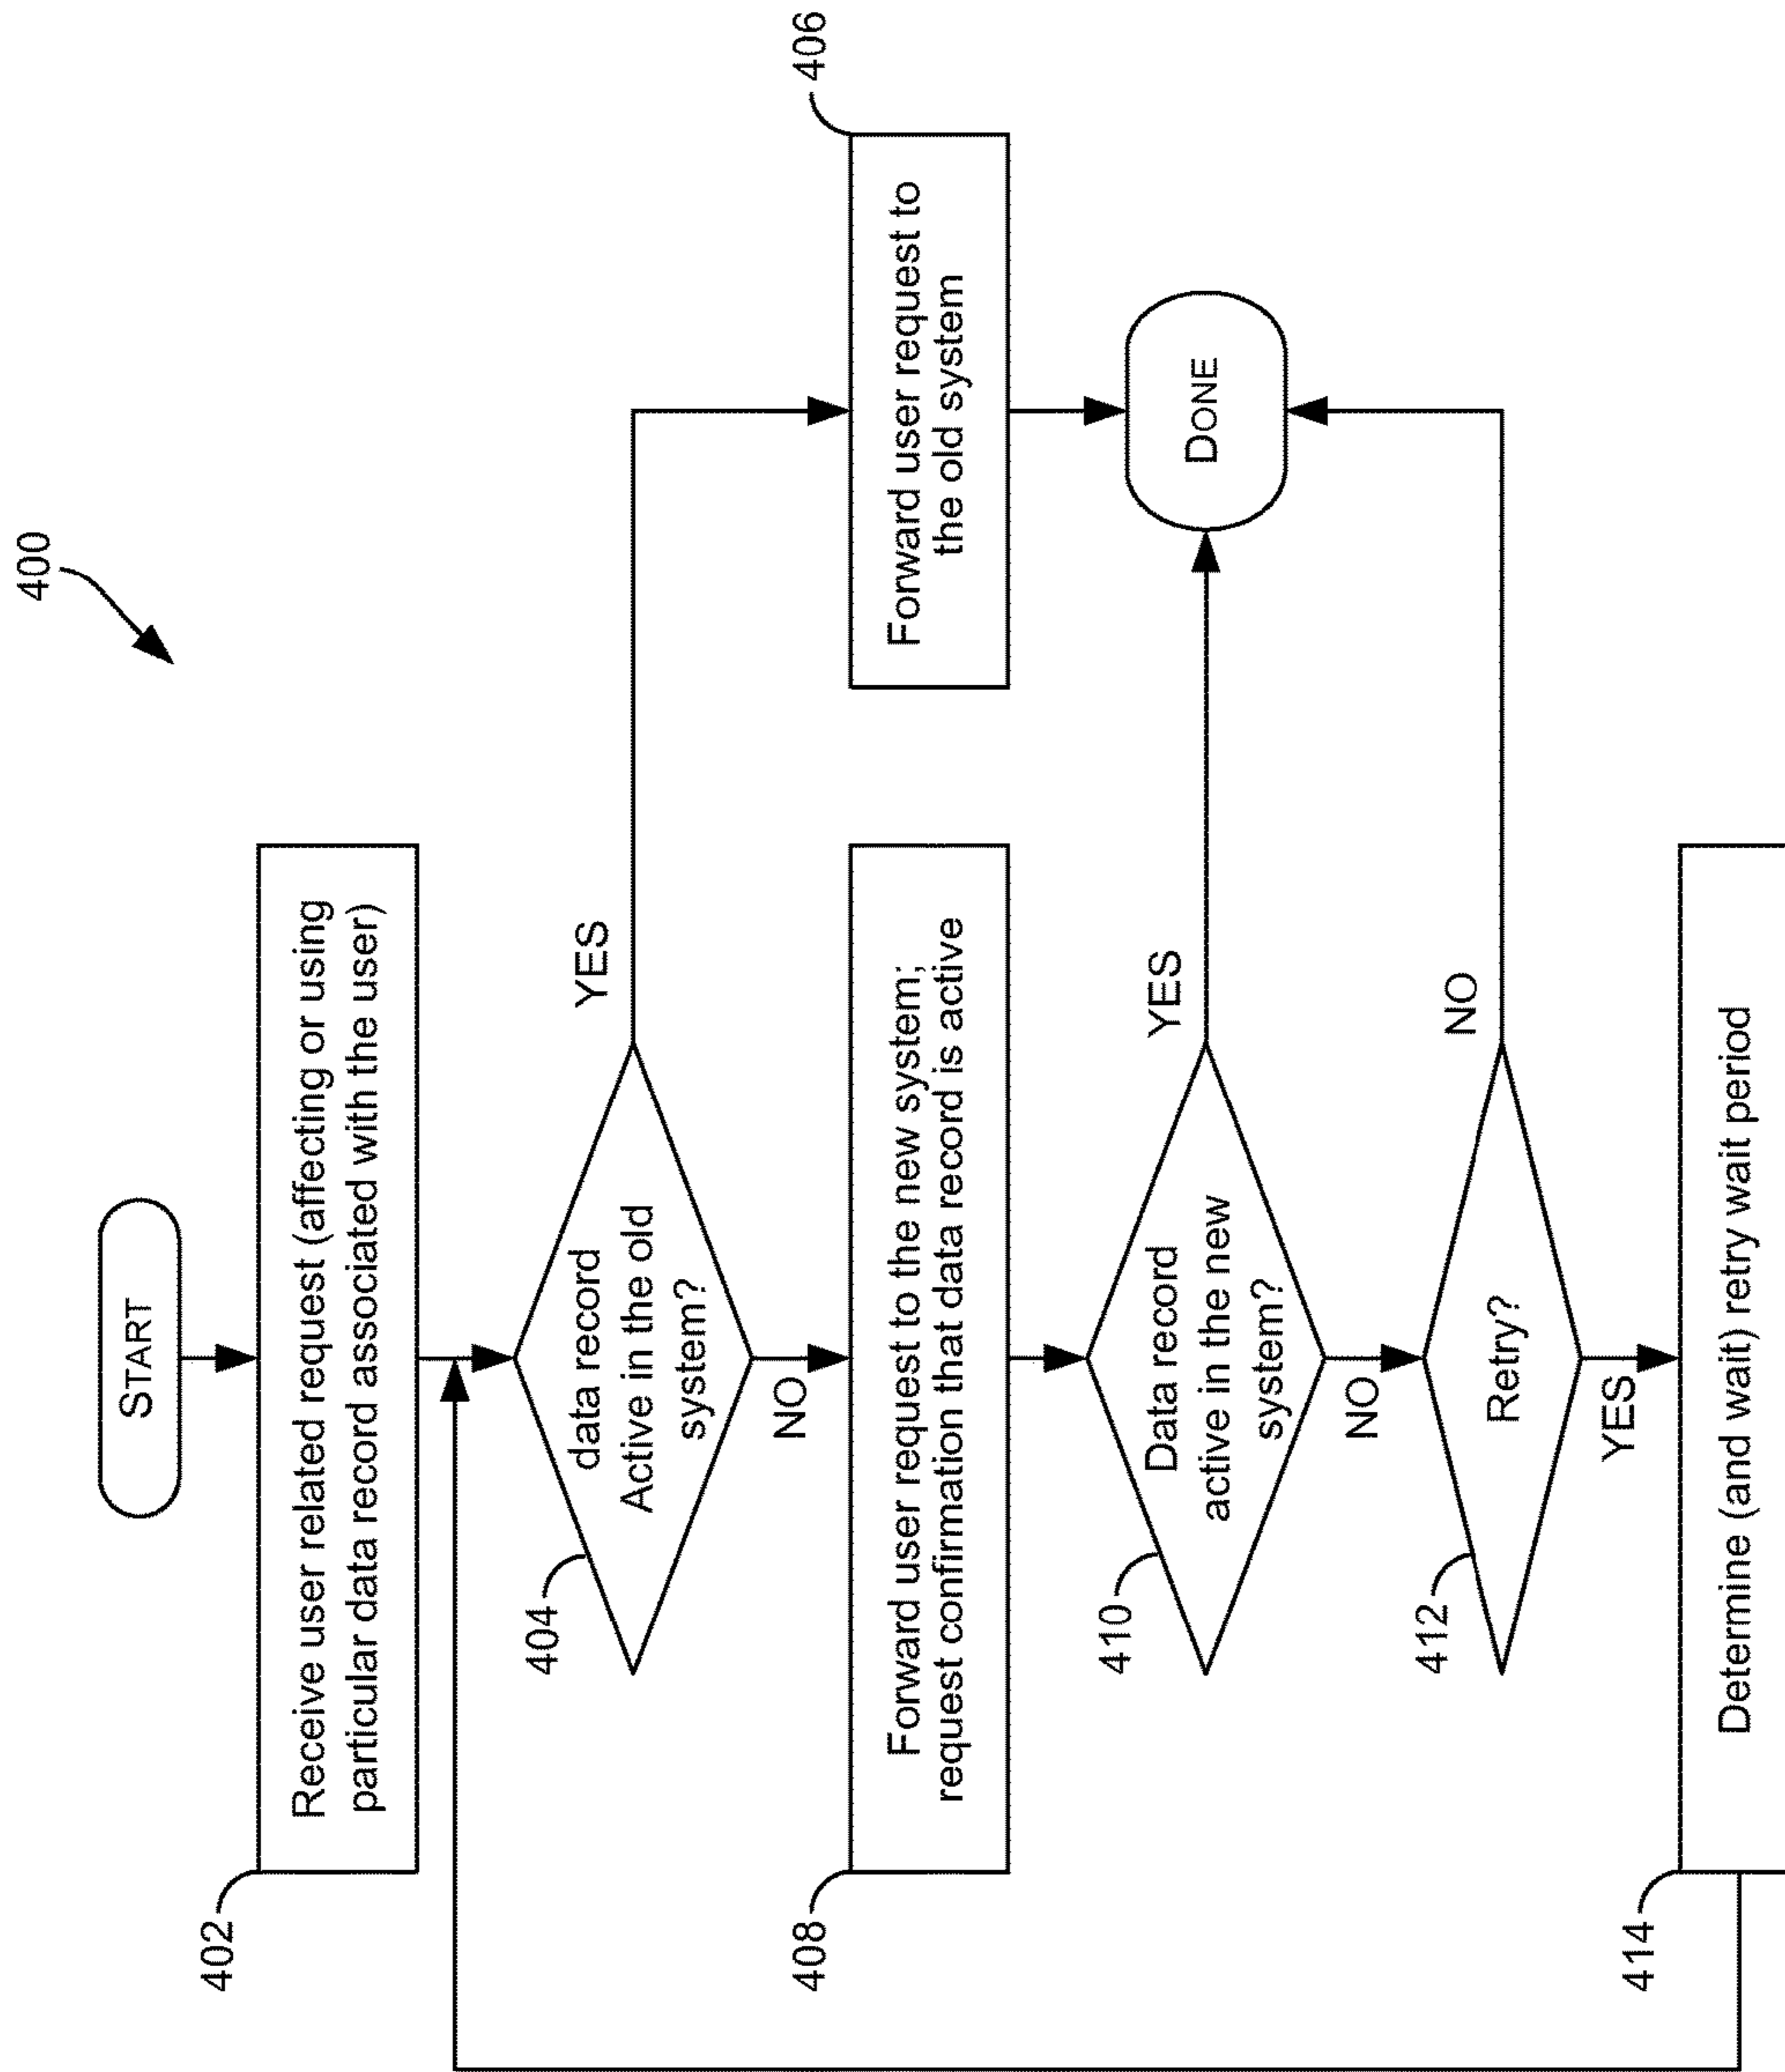 400
START
402
Receive user related request (affecting or using
particular data record associated with the user)
404
data record
Active in the old
system?
YES
NO
406
Forward user request to
the old system
408
Forward user request to the new system;
request confirmation that data record is active
410
Data record
active in the new
system?
YES
DONE
NO
412
Retry?
NO
YES
414
Determine (and wait) retry wait period